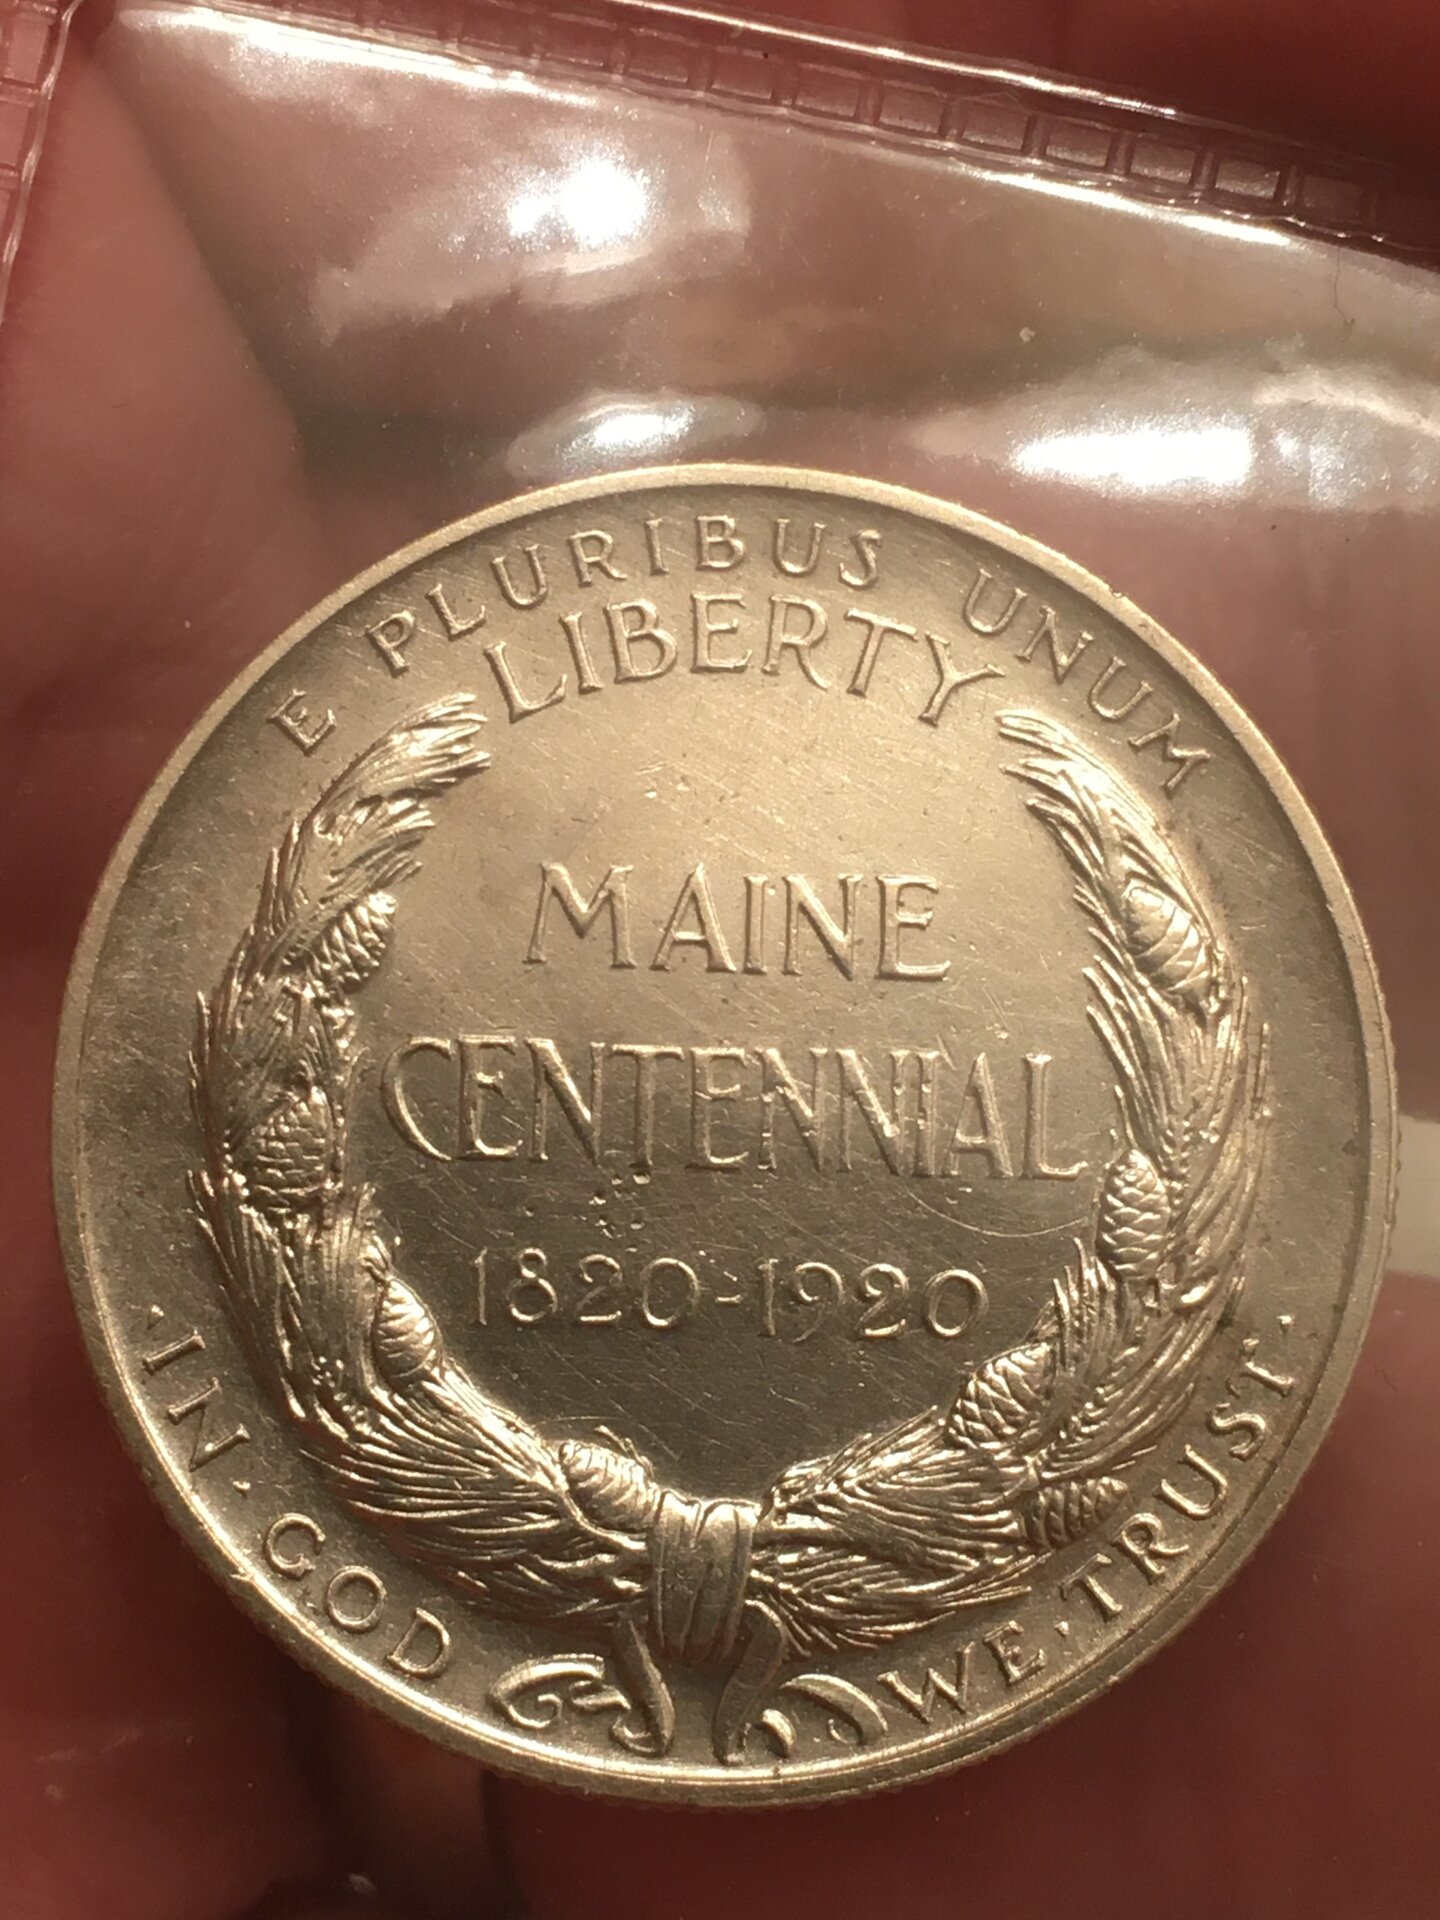 E PLURIBUS UNUM
LIBERTY
MAINE
CENTENNIAL
1820-1920
·IN·GOD WE·TRUST·